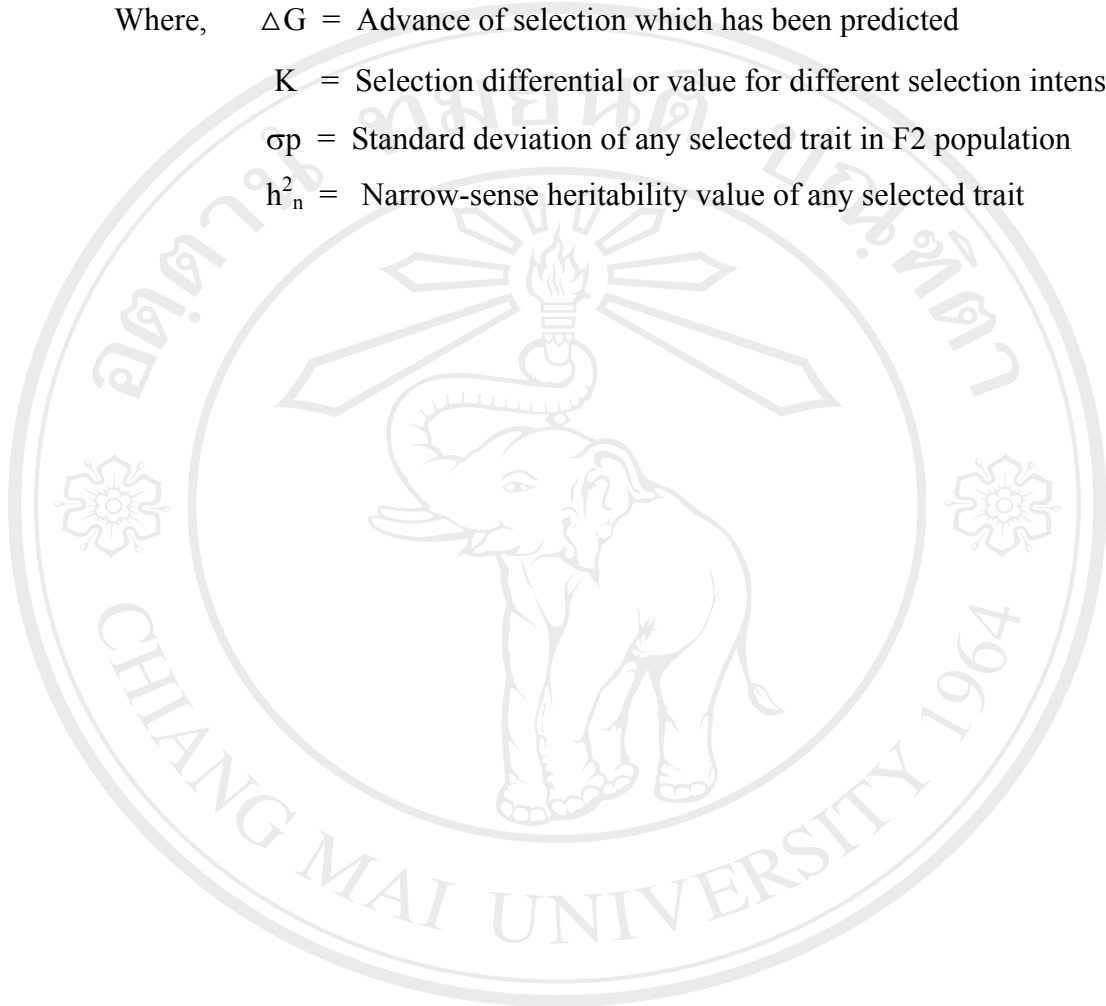 Where, △G = Advance of selection which has been predicted
K = Selection differential or value for different selection intens
σp = Standard deviation of any selected trait in F2 population
h²ₙ = Narrow-sense heritability value of any selected trait
CHIANG MAI UNIVERSITY 1964